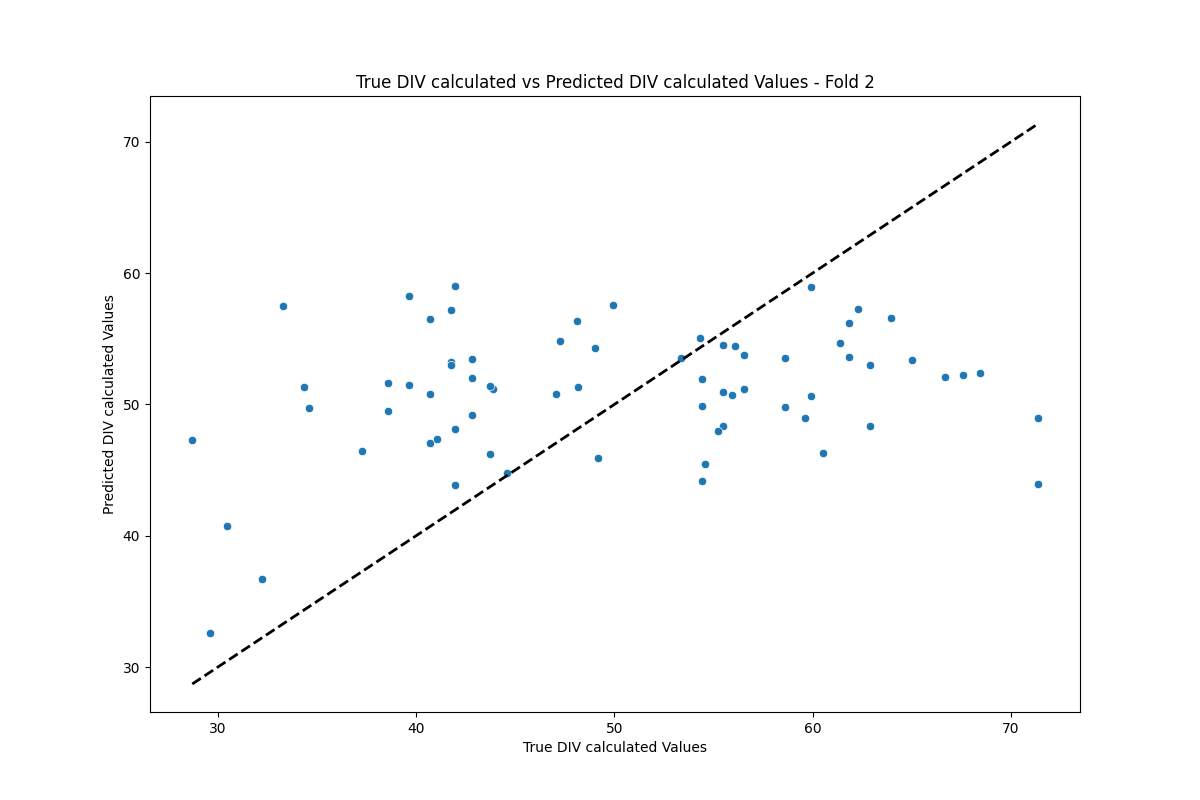 True DIV calculated vs Predicted DIV calculated Values - Fold 2
Predicted DIV calculated Values
70
60
50
40
30
30 40 50 60 70
True DIV calculated Values